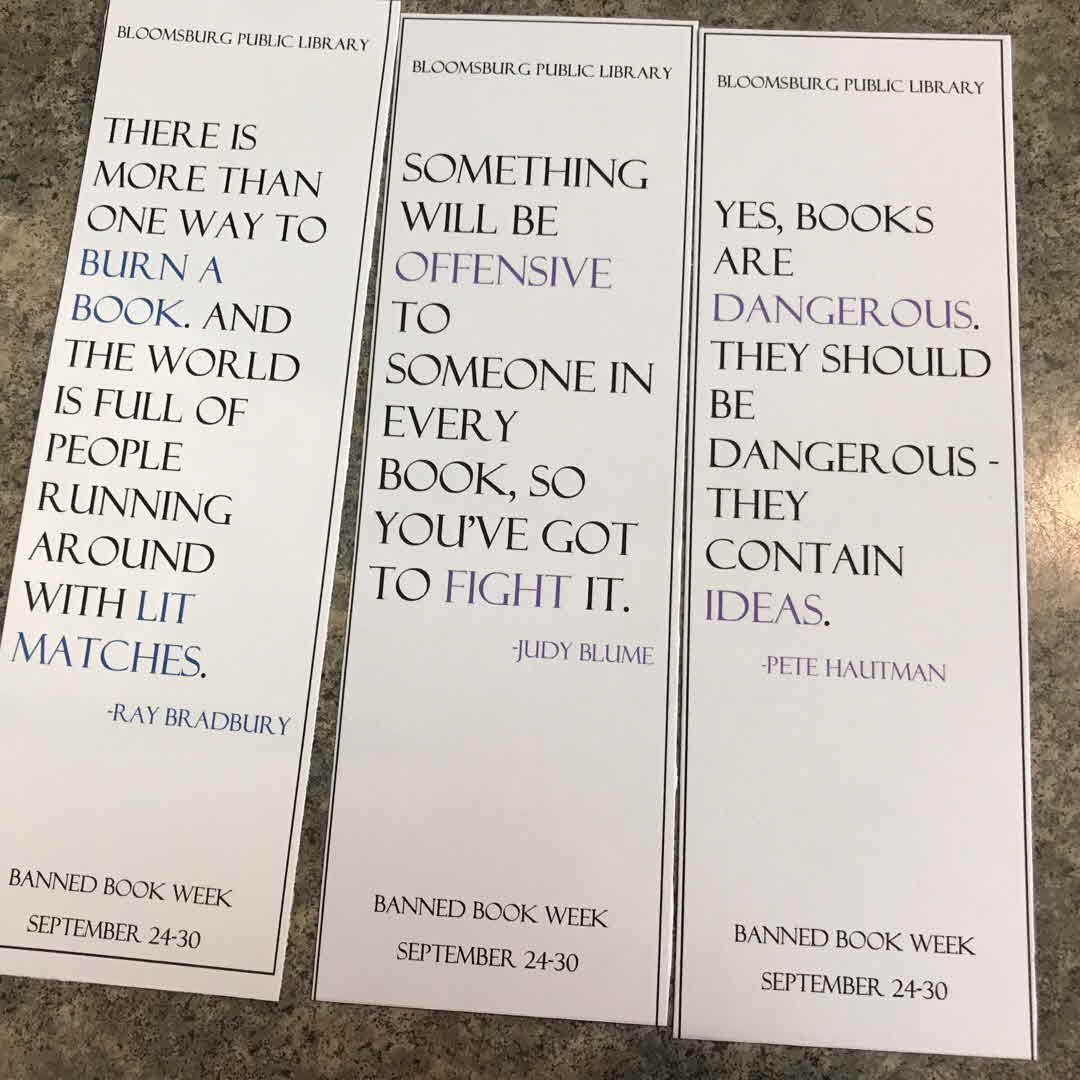 BLOOMSBURG PUBLIC LIBRARY
THERE IS
MORE THAN
ONE WAY TO
BURN A
BOOK. AND
THE WORLD
IS FULL OF
PEOPLE
RUNNING
AROUND
WITH LIT
MATCHES.
-RAY BRADBURY
BANNED BOOK WEEK
SEPTEMBER 24-30
BLOOMSBURG PUBLIC LIBRARY
SOMETHING
WILL BE
OFFENSIVE
TO
SOMEONE IN
EVERY
BOOK, SO
YOU'VE GOT
TO FIGHT IT.
-JUDY BLUME
BANNED BOOK WEEK
SEPTEMBER 24-30
BLOOMSBURG PUBLIC LIBRARY
YES, BOOKS
ARE
DANGEROUS.
THEY SHOULD
BE
DANGEROUS -
THEY
CONTAIN
IDEAS.
-PETE HAUTMAN
BANNED BOOK WEEK
SEPTEMBER 24-30